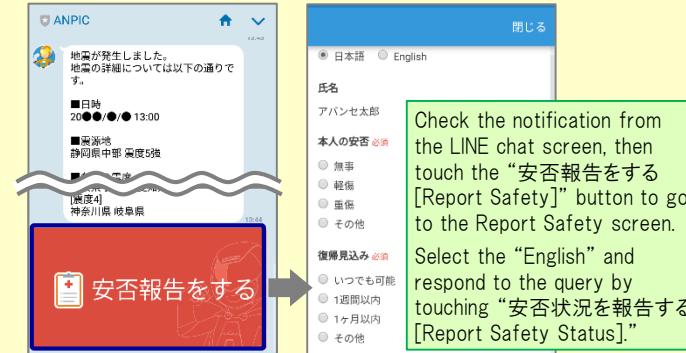 ANPIC
地震が発生しました。
地震の詳細については以下の通りで
す。
■日時
20●●/●/● 13:00
■震源地
静岡県中部 震度5強
[震度4]
神奈川県 岐阜県
13:44
安否報告をする
閉じる
日本語 English
氏名
アバンセ太郎
本人の安否 必須
無事
軽傷
重傷
その他
復帰見込み 必須
いつでも可能
1週間以内
1ヶ月以内
その他
Check the notification from
the LINE chat screen, then
touch the “安否報告をする
[Report Safety]” button to go
to the Report Safety screen.
Select the “English” and
respond to the query by
touching “安否状況を報告する
[Report Safety Status].”